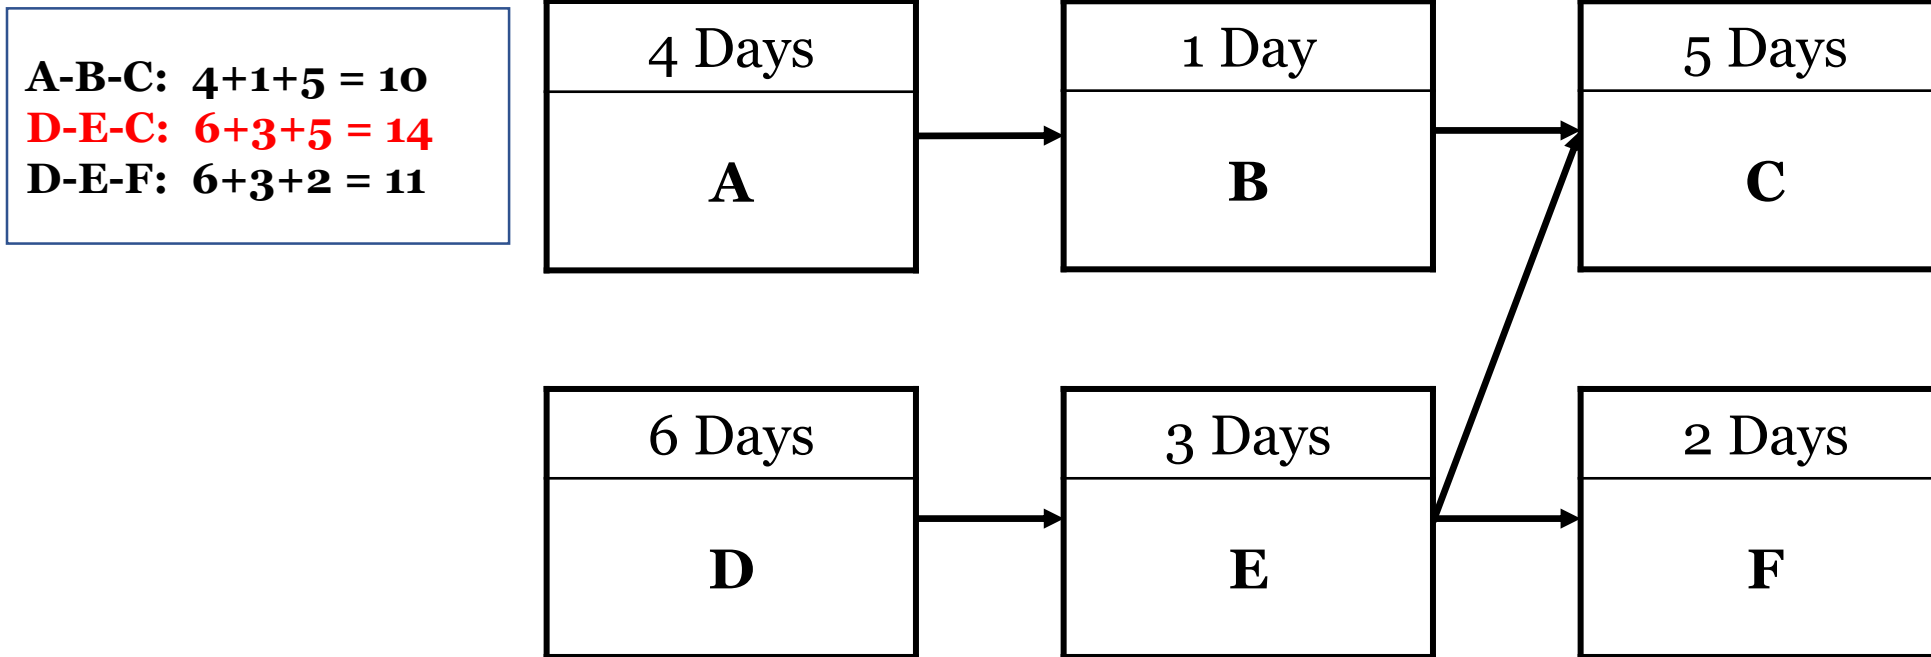 A-B-C: 4+1+5 = 10
D-E-C: 6+3+5 = 14
D-E-F: 6+3+2 = 11
4 Days
1 Day
5 Days
A
B
C
6 Days
3 Days
2 Days
D
E
F